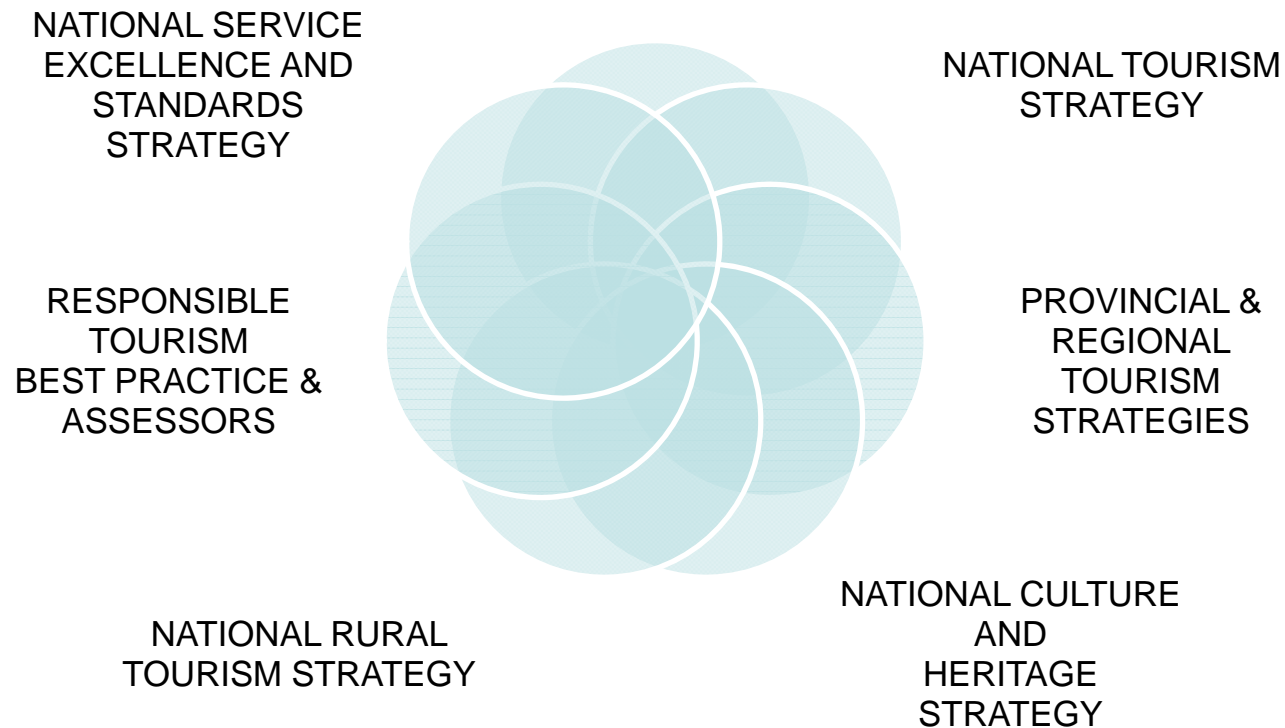 NATIONAL SERVICE
EXCELLENCE AND
STANDARDS
STRATEGY
NATIONAL TOURISM
STRATEGY
RESPONSIBLE
TOURISM
BEST PRACTICE &
ASSESSORS
PROVINCIAL &
REGIONAL
TOURISM
STRATEGIES
NATIONAL RURAL
TOURISM STRATEGY
NATIONAL CULTURE
AND
HERITAGE
STRATEGY